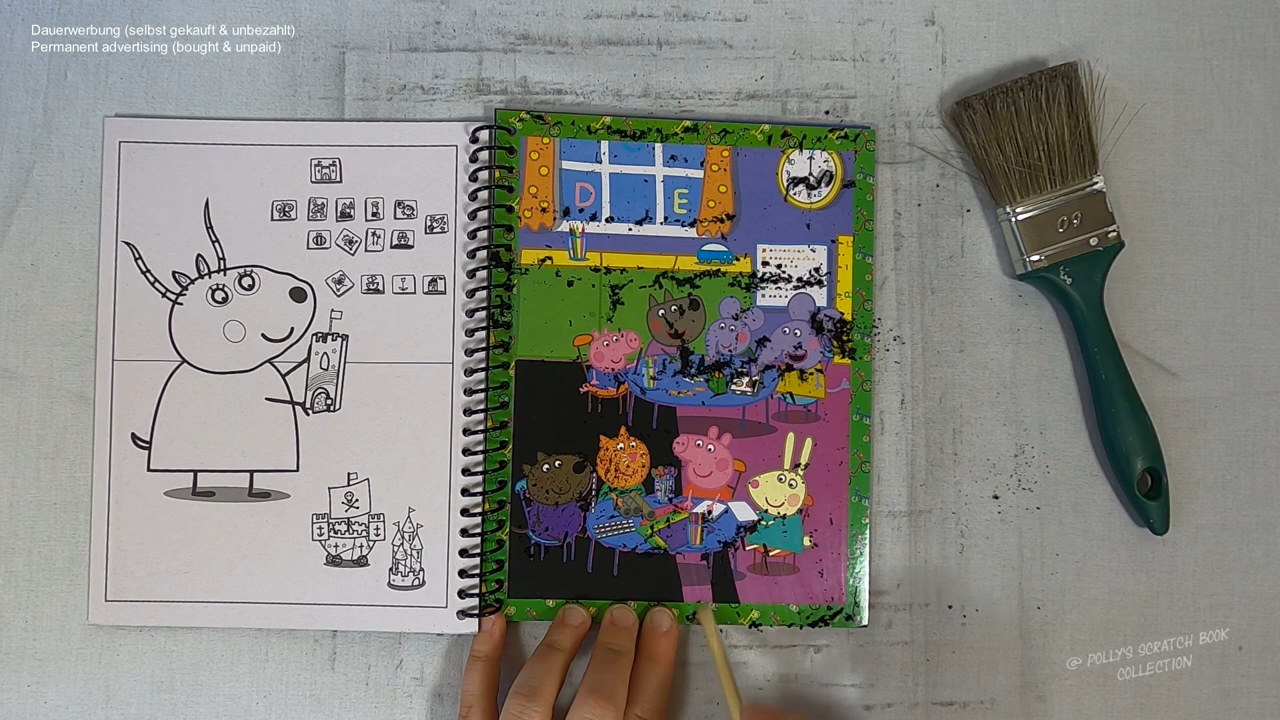 Dauerwerbung (selbst gekauft & unbezahlt)
Permanent advertising (bought & unpaid)
D
E
60
@ POLLY'S SCRATCH BOOK
COLLECTION